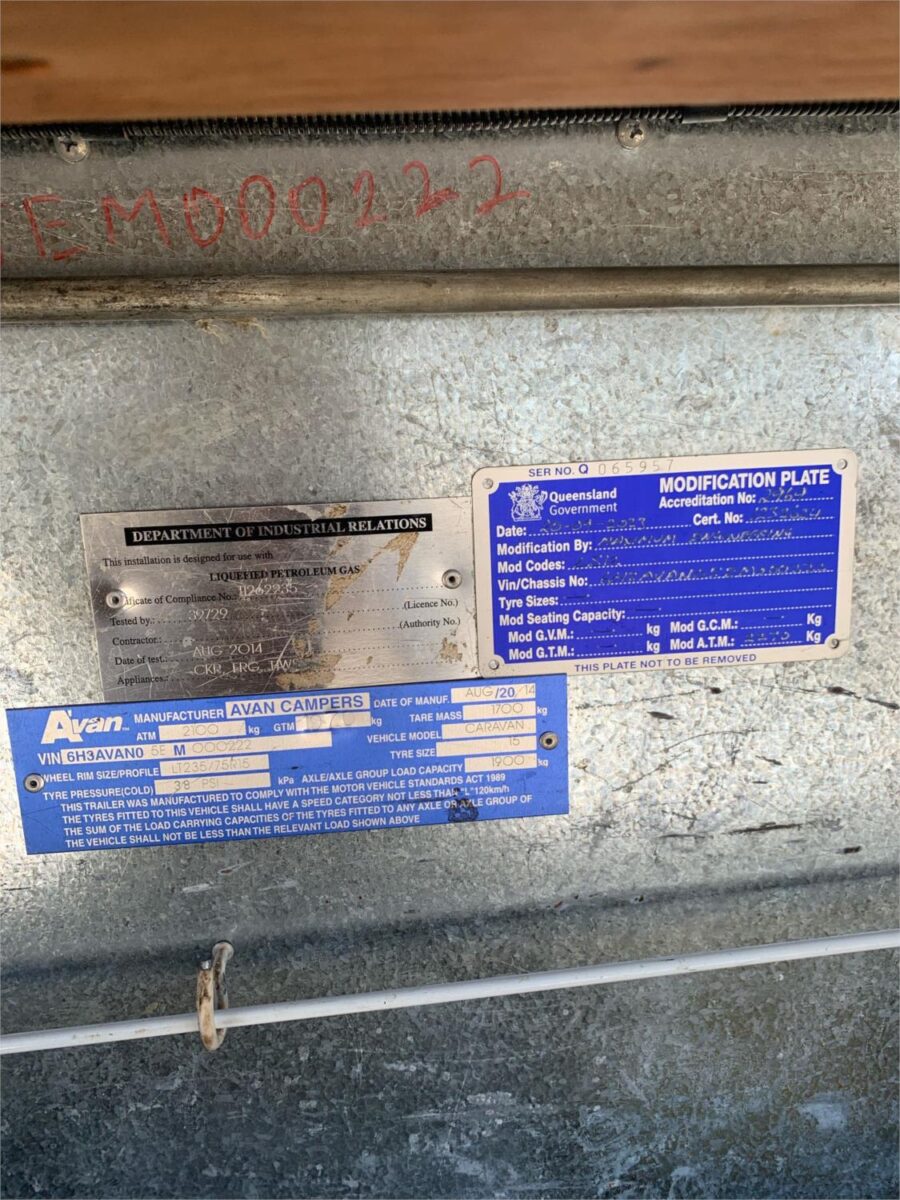 EM000222
SER NO. Q 065957
Queensland
Government
MODIFICATION PLATE
Accreditation No:
Date: Cert. No:
Modification By: ENGINEERING
Mod Codes:
Vin/Chassis No:
Tyre Sizes: —
Mod Seating Capacity: —
Mod G.V.M.: — kg Mod G.C.M.: — Kg
Mod G.T.M.: — kg Mod A.T.M.: Kg
THIS PLATE NOT TO BE REMOVED
DEPARTMENT OF INDUSTRIAL RELATIONS
This installation is designed for use with
LIQUEFIED PETROLEUM GAS
ificate of Compliance No.:
Tested by: 39729 (Licence No.)
Contractor: (Authority No.)
Date of test: AUG 2014
Appliances: CKR, FRG, HW
Avan
MANUFACTURER AVAN CAMPERS DATE OF MANUF. AUG/20/14
ATM 2100 kg GTM kg TARE MASS 1700 kg
VIN 6H3AVAN0 5E M 000222 VEHICLE MODEL CARAVAN
WHEEL RIM SIZE/PROFILE LT235/75R15 TYRE SIZE 15
TYRE PRESSURE(COLD) 38 PSI kPa AXLE/AXLE GROUP LOAD CAPACITY 1900 kg
THIS TRAILER WAS MANUFACTURED TO COMPLY WITH THE MOTOR VEHICLE STANDARDS ACT 1989
THE TYRES FITTED TO THIS VEHICLE SHALL HAVE A SPEED CATEGORY NOT LESS THAN "L" 120km/h
THE SUM OF THE LOAD CARRYING CAPACITIES OF THE TYRES FITTED TO ANY AXLE OR AXLE GROUP OF
THE VEHICLE SHALL NOT BE LESS THAN THE RELEVANT LOAD SHOWN ABOVE